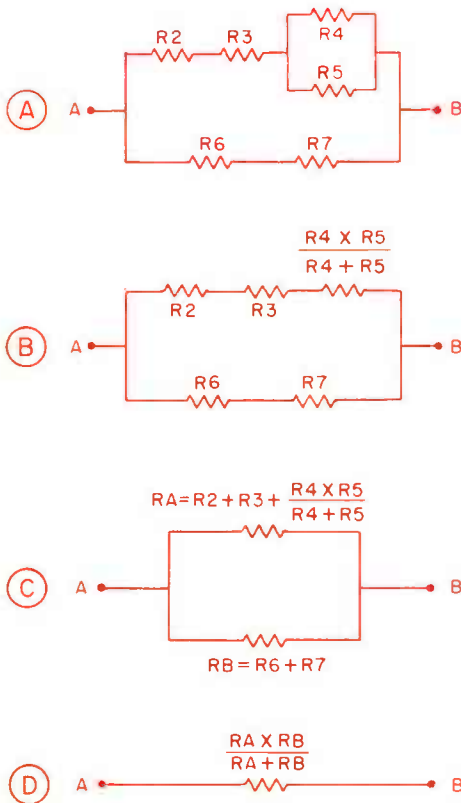 R4
R2 R3
R5
A A B
R6 R7
R4 X R5
R4 + R5
R2 R3
B A B
R6 R7
RA = R2 + R3 + R4 X R5
R4 + R5
C A B
RB = R6 + R7
RA X RB
RA + RB
D A B